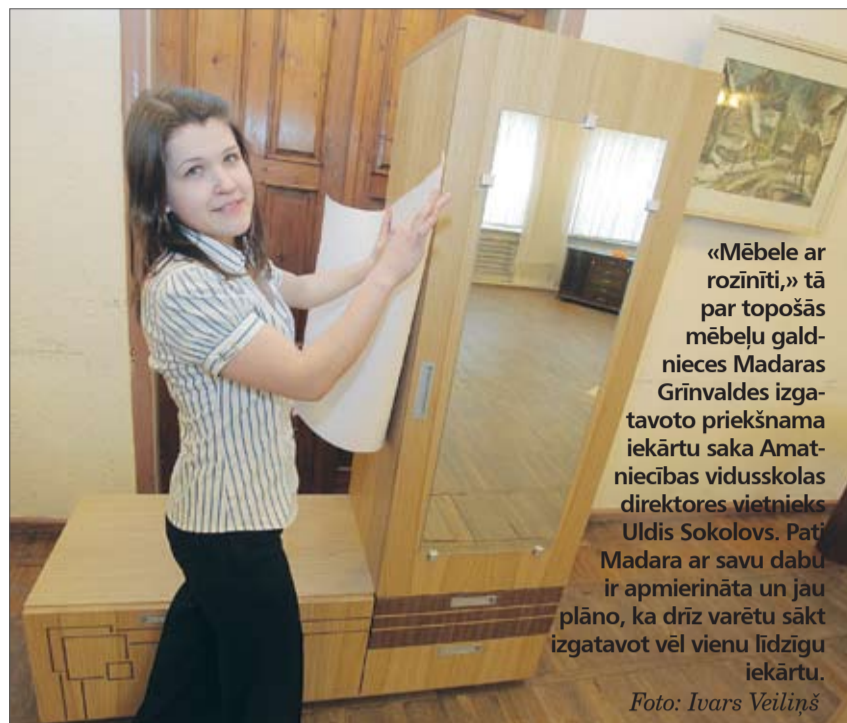 «Mēbele ar
rozīnīti,» tā
par topošās
mēbeļu gald-
nieces Madaras
Grīnvaldes izga-
tavoto priekšnama
iekārtu saka Amat-
niecības vidusskolas
direktores vietnieks
Uldis Sokolovs. Pati
Madara ar savu dabu
ir apmierināta un jau
plāno, ka drīz varētu sākt
izgatavot vēl vienu līdzīgu
iekārtu.
Foto: Ivars Veiliņš